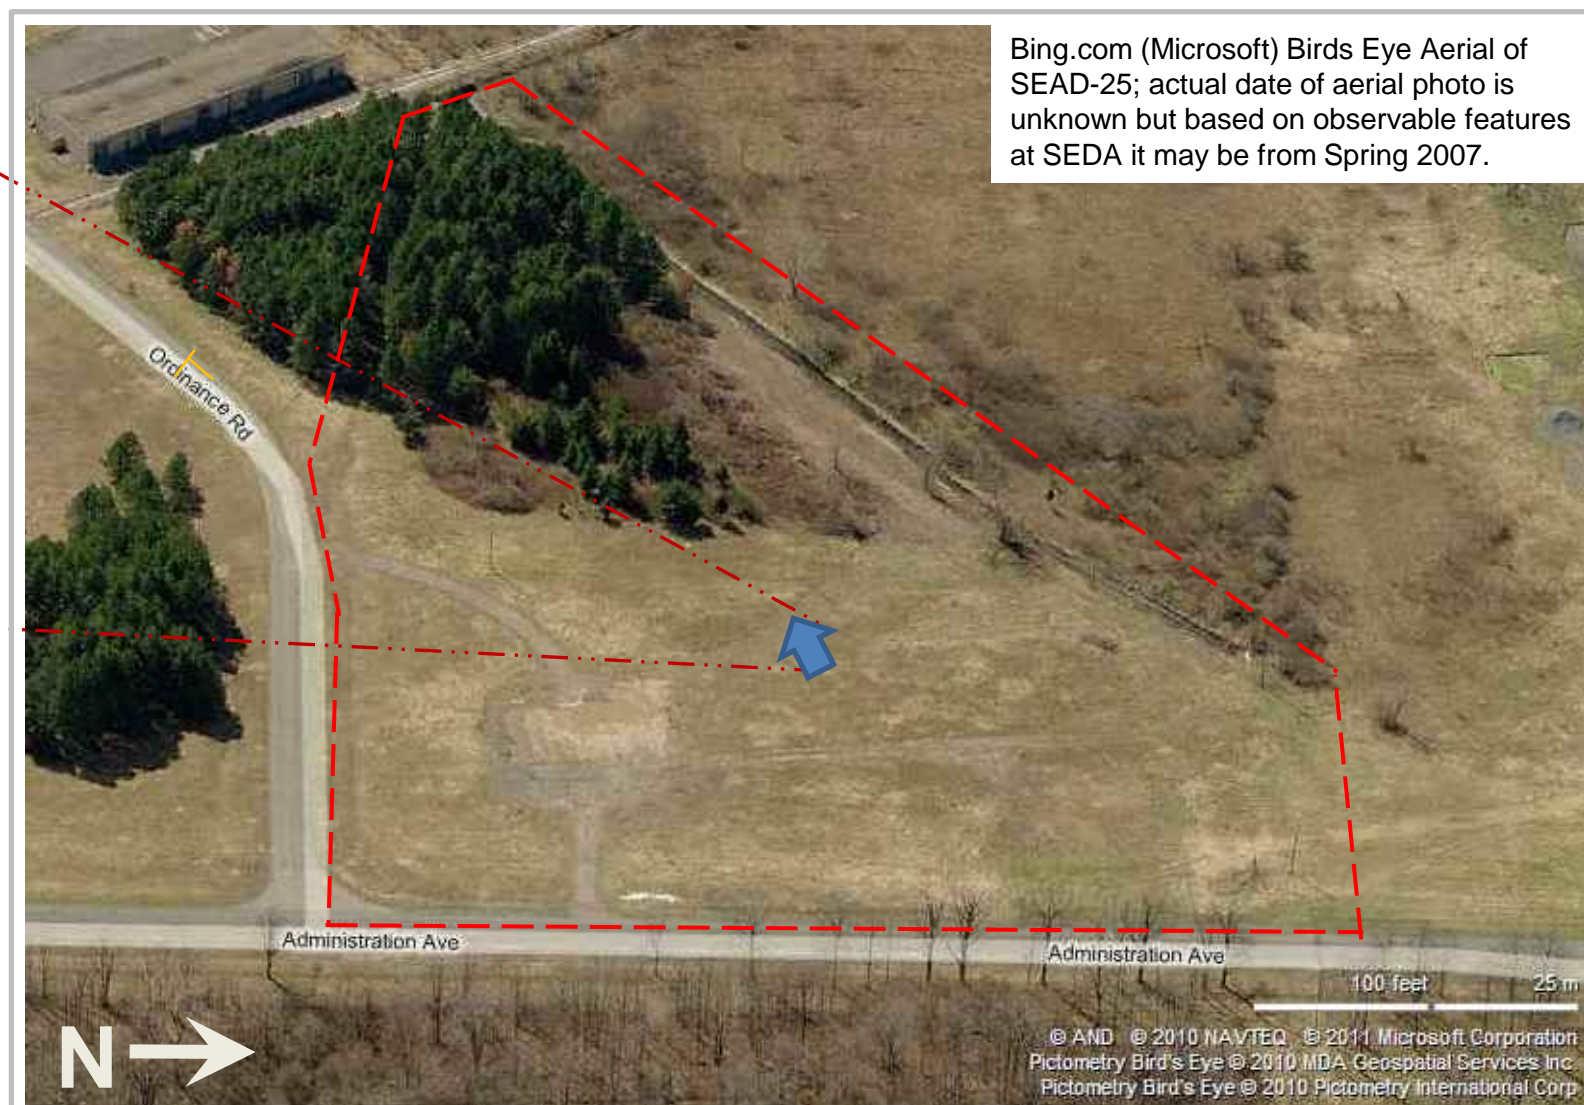 Bing.com (Microsoft) Birds Eye Aerial of
SEAD-25; actual date of aerial photo is
unknown but based on observable features
at SEDA it may be from Spring 2007.
Ordinance Rd
Administration Ave
Administration Ave
100 feet 25 m
N
© AND © 2010 NAVTEQ © 2011 Microsoft Corporation
Pictometry Bird's Eye © 2010 MDA Geospatial Services Inc.
Pictometry Bird's Eye © 2010 Pictometry International Corp